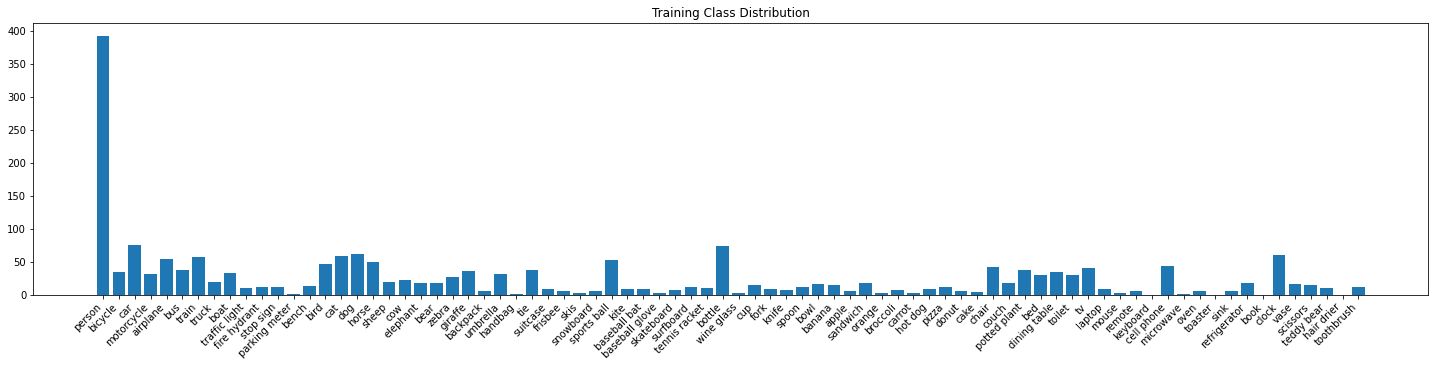 Training Class Distribution
400
350
300
250
200
150
100
50
0
person
bicycle
car
motorcycle
airplane
bus
train
truck
boat
traffic light
fire hydrant
stop sign
parking meter
bench
bird
cat
dog
horse
sheep
cow
elephant
bear
zebra
giraffe
backpack
umbrella
handbag
tie
suitcase
frisbee
skis
snowboard
sports ball
kite
baseball bat
baseball glove
skateboard
surfboard
tennis racket
bottle
wine glass
cup
fork
knife
spoon
bowl
banana
apple
sandwich
orange
broccoli
carrot
hot dog
pizza
donut
cake
chair
couch
potted plant
bed
dining table
toilet
tv
laptop
mouse
remote
keyboard
cell phone
microwave
oven
toaster
sink
refrigerator
book
clock
vase
scissors
teddy bear
hair drier
toothbrush